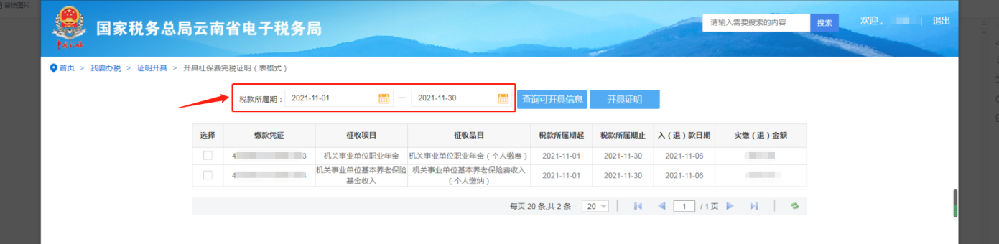 替换图片
国家税务总局云南省电子税务局
请输入需要搜索的内容 搜索 欢迎, | 退出
首页 > 我要办税 > 证明开具 > 开具社保费完税证明（表格式）
税款所属期： 2021-11-01 — 2021-11-30 查询可开具信息 开具证明
选择 缴款凭证 征收项目 征收品目 税款所属期起 税款所属期止 入（退）款日期 实缴（退）金额
4 3 机关事业单位职业年金 机关事业单位职业年金（个人缴费） 2021-11-01 2021-11-30 2021-11-06
4 机关事业单位基本养老保险 机关事业单位基本养老保险费收入 2021-11-01 2021-11-30 2021-11-06
基金收入 （个人缴纳）
每页 20 条,共 2 条 20 1 / 1 页